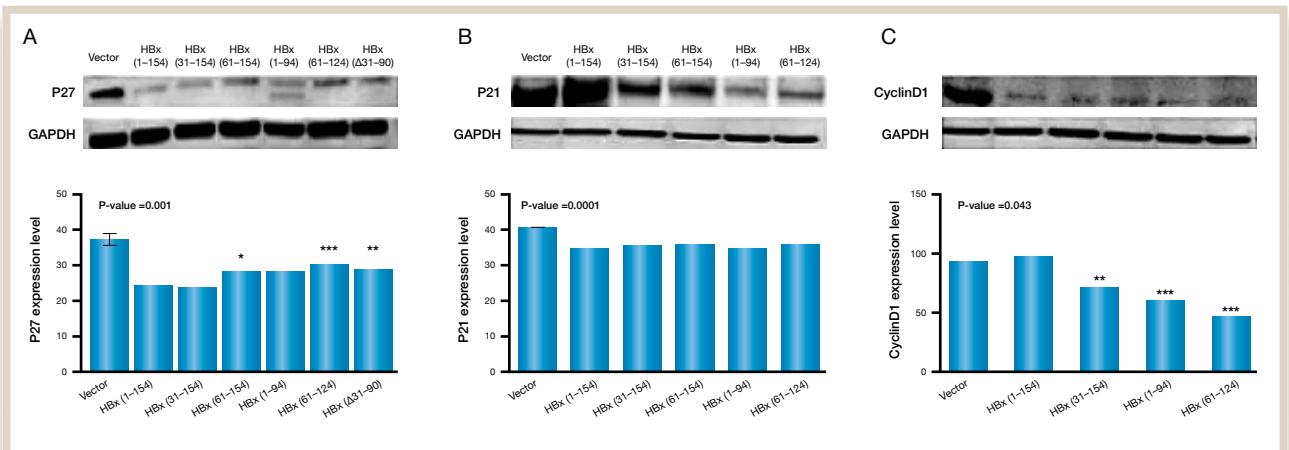 A
Vector HBx (1–154) HBx (31–154) HBx (61–154) HBx (1–94) HBx (61–124) HBx (Δ31–90)
P27
GAPDH
P27 expression level
50
40
30
20
10
0
P-value =0.001
*
***
**
Vector HBx (1–154) HBx (31–154) HBx (61–154) HBx (1–94) HBx (61–124) HBx (Δ31–90)
B
Vector HBx (1–154) HBx (31–154) HBx (61–154) HBx (1–94) HBx (61–124)
P21
GAPDH
P21 expression level
50
40
30
20
10
0
P-value =0.0001
Vector HBx (1–154) HBx (31–154) HBx (61–154) HBx (1–94) HBx (61–124)
C
CyclinD1
GAPDH
CyclinD1 expression level
150
100
50
0
P-value =0.043
**
***
***
Vector HBx (1–154) HBx (31–154) HBx (1–94) HBx (61–124)